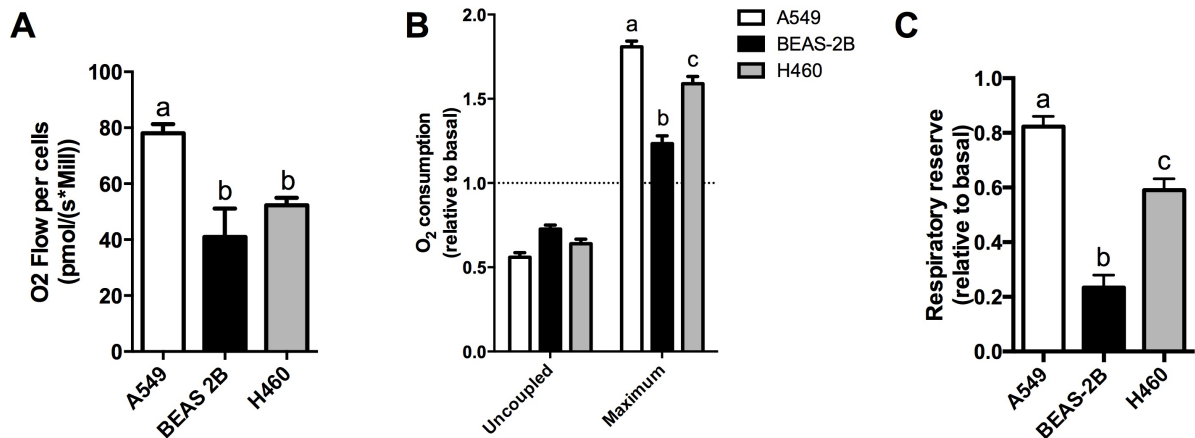 A
O2 Flow per cells
(pmol/(s*Mill))
100
80
60
40
20
0
a
b
b
A549
BEAS 2B
H460
B
O2 consumption
(relative to basal)
2.0
1.5
1.0
0.5
0.0
a
b
c
Uncoupled
Maximum
A549
BEAS-2B
H460
C
Respiratory reserve
(relative to basal)
1.0
0.8
0.6
0.4
0.2
0.0
a
b
c
A549
BEAS-2B
H460